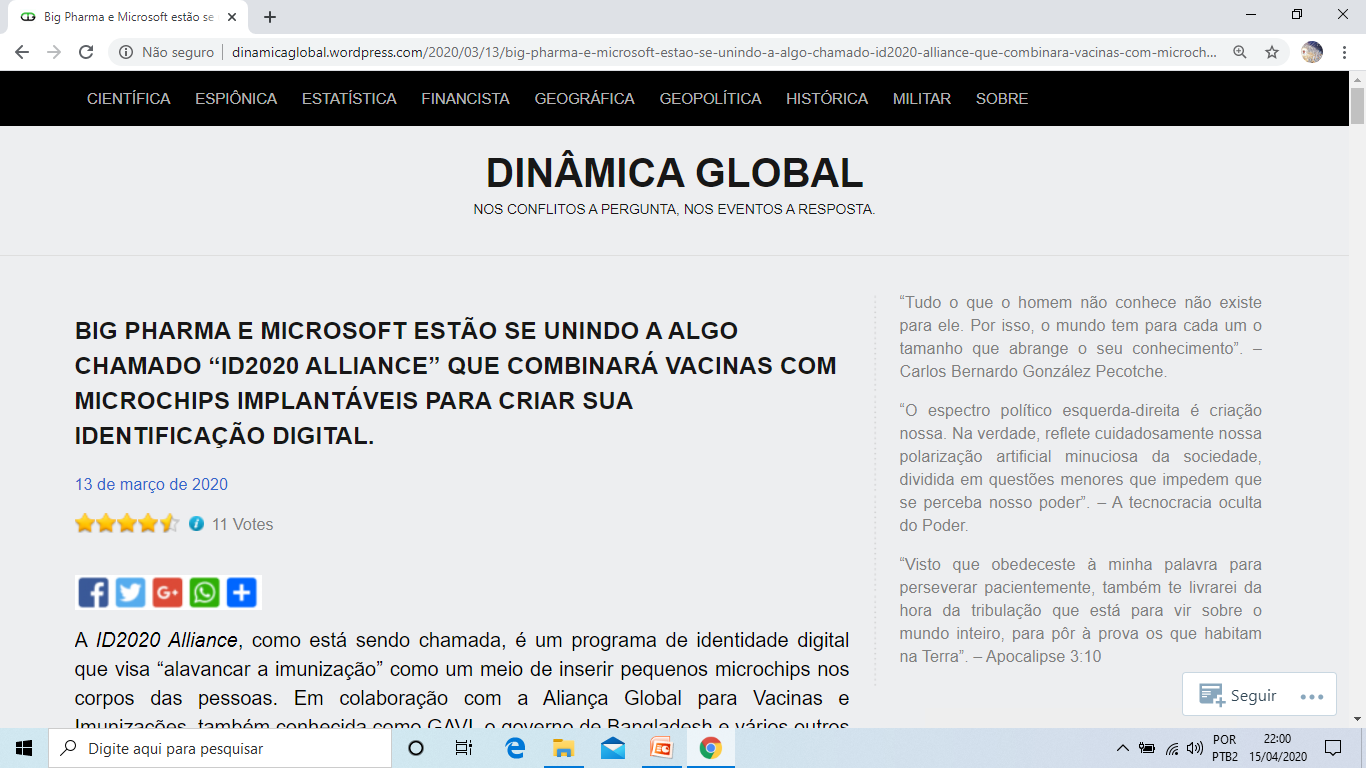 Big Pharma e Microsoft estão se
Não seguro
dinamicaglobal.wordpress.com/2020/03/13/big-pharma-e-microsoft-estao-se-unindo-a-algo-chamado-id2020-alliance-que-combinara-vacinas-com-microch...
CIENTÍFICA ESPIÔNICA ESTATÍSTICA FINANCISTA GEOGRÁFICA GEOPOLÍTICA HISTÓRICA MILITAR SOBRE
DINÂMICA GLOBAL
NOS CONFLITOS A PERGUNTA, NOS EVENTOS A RESPOSTA.
BIG PHARMA E MICROSOFT ESTÃO SE UNINDO A ALGO
CHAMADO “ID2020 ALLIANCE” QUE COMBINARÁ VACINAS COM
MICROCHIPS IMPLANTÁVEIS PARA CRIAR SUA
IDENTIFICAÇÃO DIGITAL.
13 de março de 2020
11 Votes
A ID2020 Alliance, como está sendo chamada, é um programa de identidade digital
que visa “alavancar a imunização” como um meio de inserir pequenos microchips nos
corpos das pessoas. Em colaboração com a Aliança Global para Vacinas e
Imunizações, também conhecida como GAVI, o governo de Bangladesh e vários outros
“Tudo o que o homem não conhece não existe
para ele. Por isso, o mundo tem para cada um o
tamanho que abrange o seu conhecimento”. –
Carlos Bernardo González Pecotche.
“O espectro político esquerda-direita é criação
nossa. Na verdade, reflete cuidadosamente nossa
polarização artificial minuciosa da sociedade,
dividida em questões menores que impedem que
se perceba nosso poder”. – A tecnocracia oculta
do Poder.
“Visto que obedeceste à minha palavra para
perseverar pacientemente, também te livrarei da
hora da tribulação que está para vir sobre o
mundo inteiro, para pôr à prova os que habitam
na Terra”. – Apocalipse 3:10
Seguir
Digite aqui para pesquisar
POR
PTB2
22:00
15/04/2020